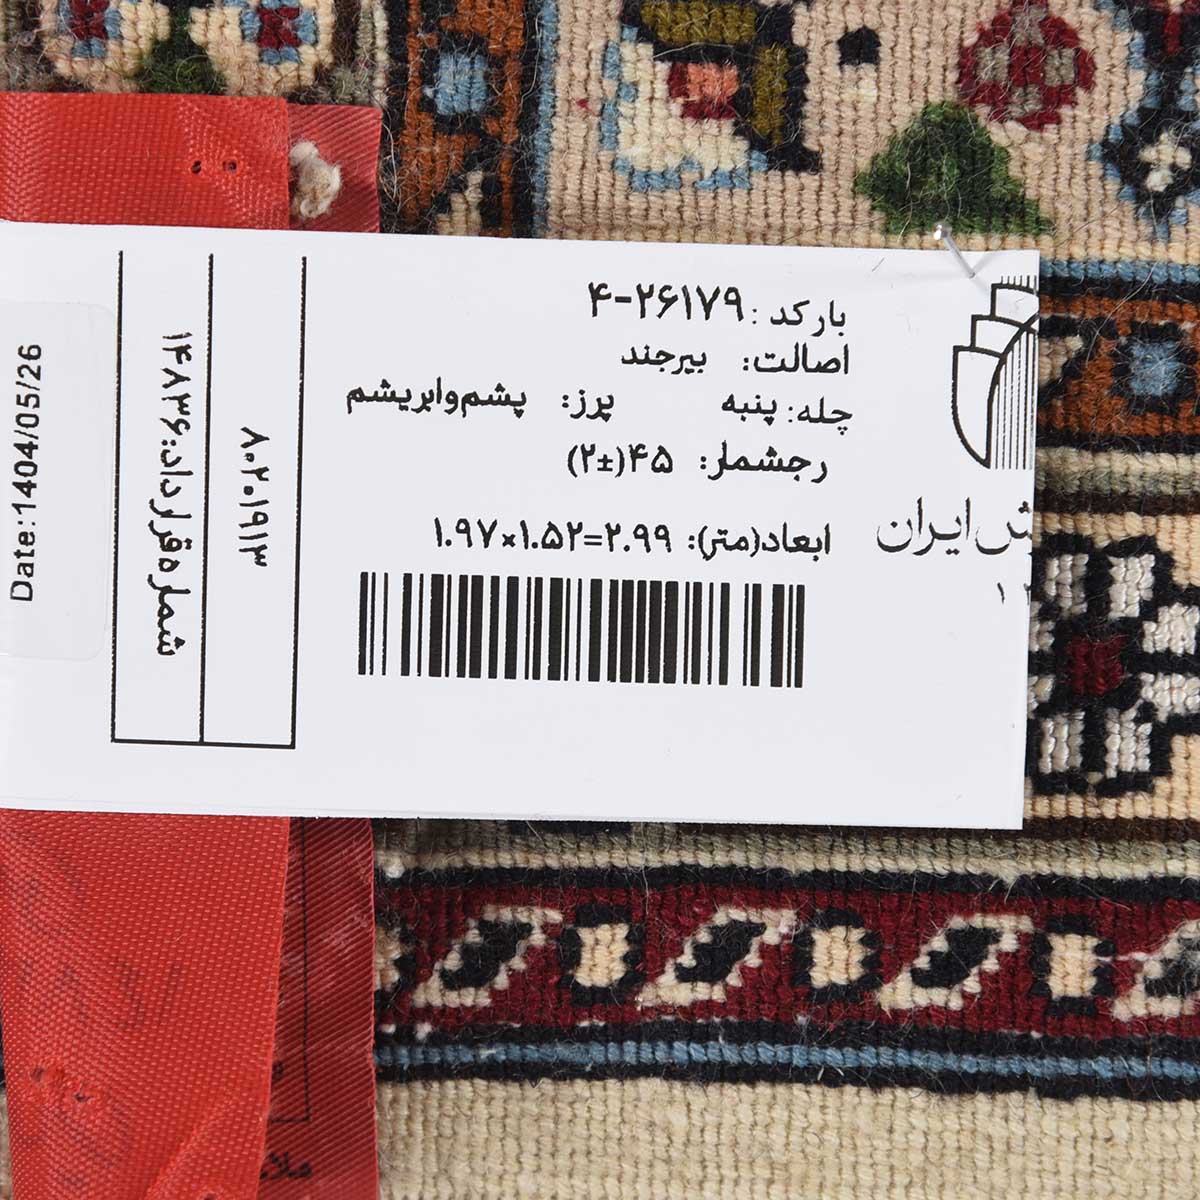 بارکد: ۴-۲۶۱۷۹
اصالت: بیرجند
چله: پنبه پرز: پشم‌وابریشم
رجشمار: ۴۵(±۲)
ابعاد(متر): ۱.۹۷×۱.۵۲=۲.۹۹
ایران
۸۰۲۰۱۹۱۳
شماره قرارداد: ۱۴۸۳۶
Date:1404/05/26